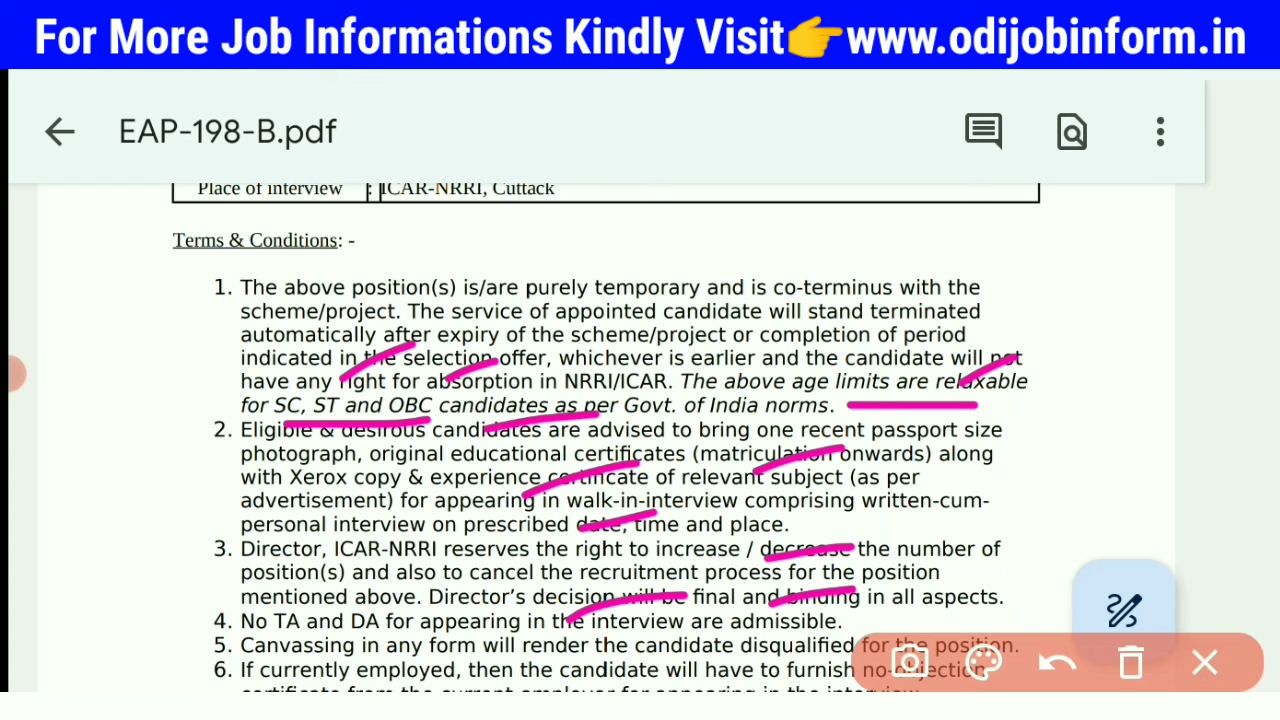 For More Job Informations Kindly Visit👉www.odijobinform.in
EAP-198-B.pdf
Place of interview : ICAR-NRRI, Cuttack
Terms & Conditions: -
1. The above position(s) is/are purely temporary and is co-terminus with the
scheme/project. The service of appointed candidate will stand terminated
automatically after expiry of the scheme/project or completion of period
indicated in the selection offer, whichever is earlier and the candidate will not
have any right for absorption in NRRI/ICAR. The above age limits are relaxable
for SC, ST and OBC candidates as per Govt. of India norms.
2. Eligible & desirous candidates are advised to bring one recent passport size
photograph, original educational certificates (matriculation onwards) along
with Xerox copy & experience certificate of relevant subject (as per
advertisement) for appearing in walk-in-interview comprising written-cum-
personal interview on prescribed date, time and place.
3. Director, ICAR-NRRI reserves the right to increase / decrease the number of
position(s) and also to cancel the recruitment process for the position
mentioned above. Director’s decision will be final and binding in all aspects.
4. No TA and DA for appearing in the interview are admissible.
5. Canvassing in any form will render the candidate disqualified for the position.
6. If currently employed, then the candidate will have to furnish no-objection
certificate from the current employer for appearing in the interview